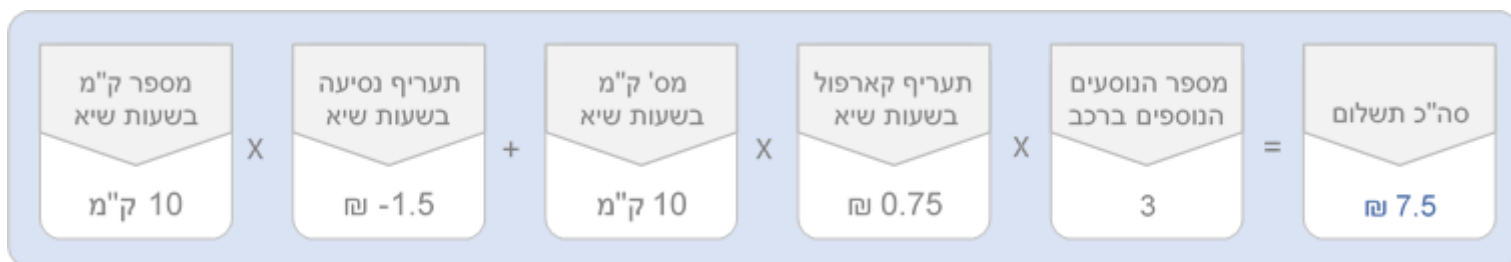 מספר ק"מ
בשעות שיא
10 ק"מ
X
תעריף נסיעה
בשעות שיא
-1.5 ₪
+
מס' ק"מ
בשעות שיא
10 ק"מ
X
תעריף קארפול
בשעות שיא
0.75 ₪
X
מספר הנוסעים
הנוספים ברכב
3
=
סה"כ תשלום
7.5 ₪